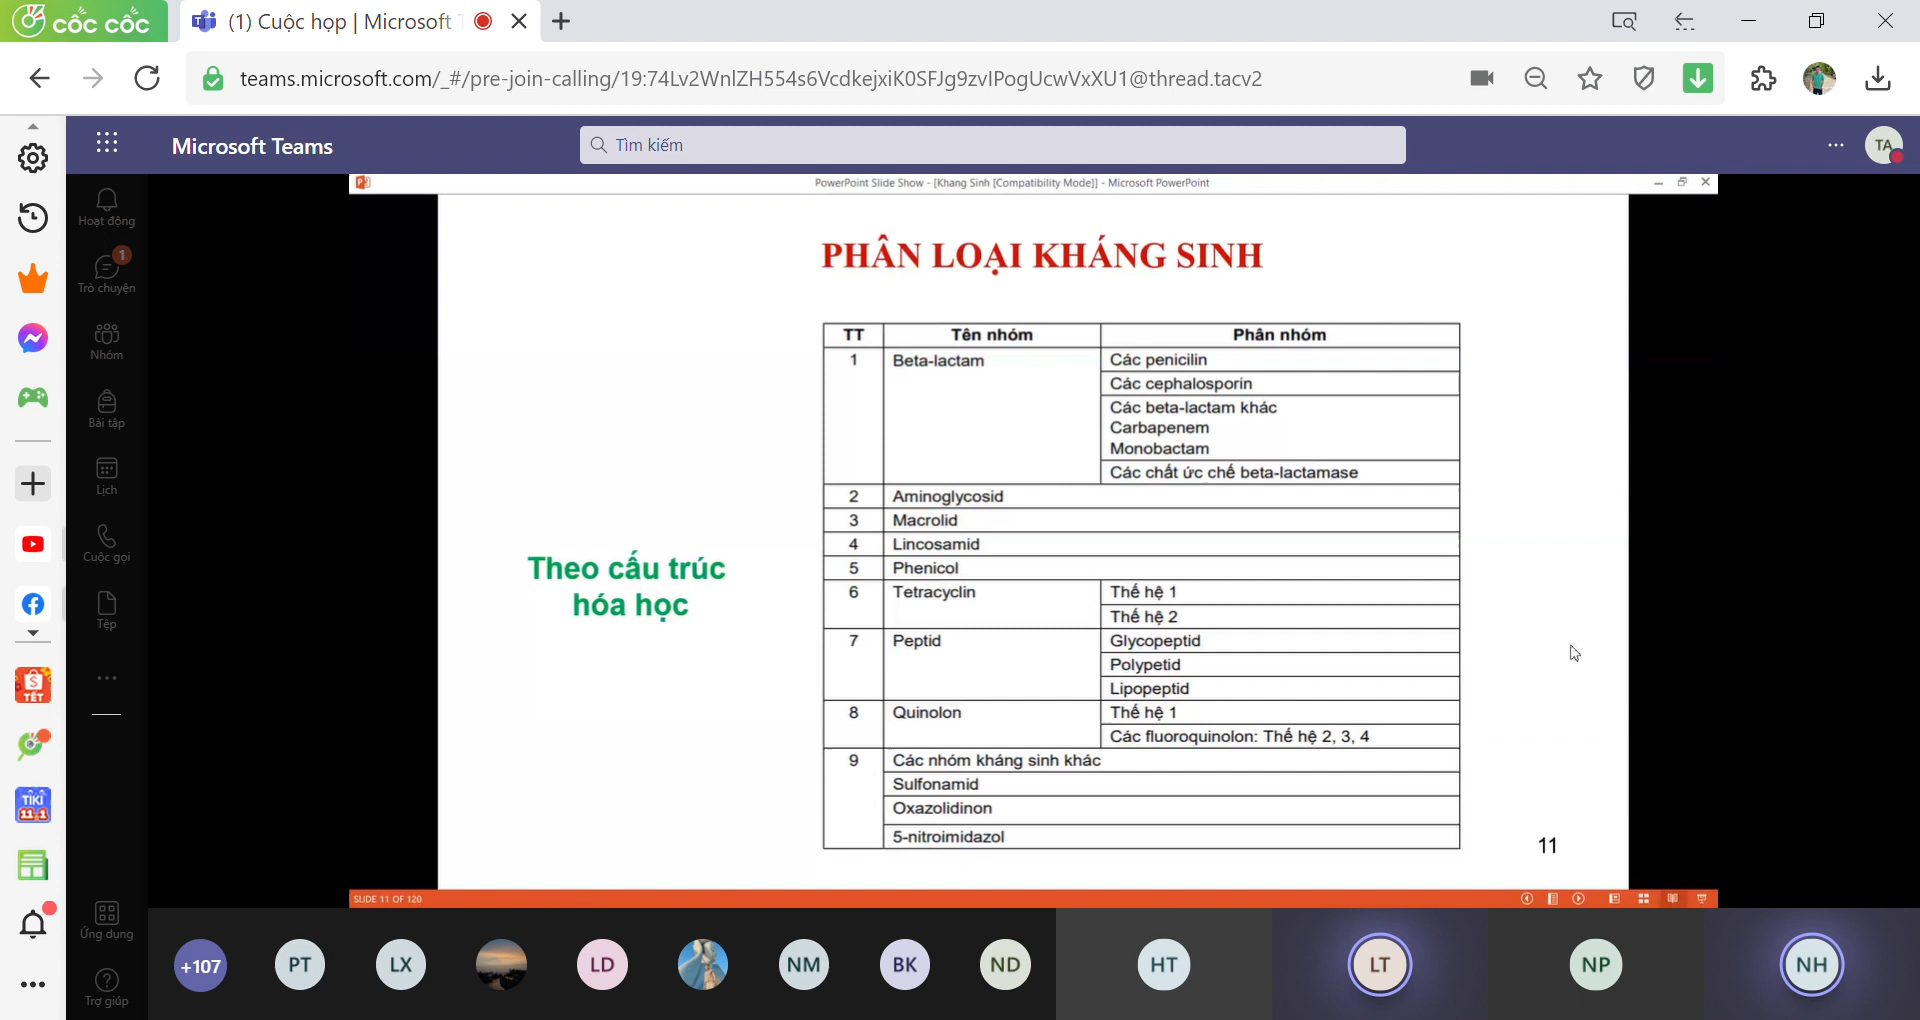 cốc cốc
(1) Cuộc họp | Microsoft
teams.microsoft.com/_#/pre-join-calling/19:74Lv2WnlZH554s6VcdkejxiK0SFJg9zvIPogUcwVxXU1@thread.tacv2
Microsoft Teams
Tìm kiếm
TA
Hoạt động
1
Trò chuyện
Nhóm
Bài tập
Lịch
Cuộc gọi
Tệp
Ứng dụng
Trợ giúp
TẾT
TIKI
11.1
PowerPoint Slide Show - [Khang Sinh [Compatibility Mode]] - Microsoft PowerPoint
PHÂN LOẠI KHÁNG SINH
Theo cấu trúc
hóa học
TT Tên nhóm Phân nhóm
1 Beta-lactam Các penicilin
Các cephalosporin
Các beta-lactam khác
Carbapenem
Monobactam
Các chất ức chế beta-lactamase
2 Aminoglycosid
3 Macrolid
4 Lincosamid
5 Phenicol
6 Tetracyclin Thế hệ 1
Thế hệ 2
7 Peptid Glycopeptid
Polypetid
Lipopeptid
8 Quinolon Thế hệ 1
Các fluoroquinolon: Thế hệ 2, 3, 4
9 Các nhóm kháng sinh khác
Sulfonamid
Oxazolidinon
5-nitroimidazol
11
SLIDE 11 OF 120
+107 PT LX LD NM BK ND HT LT NP NH